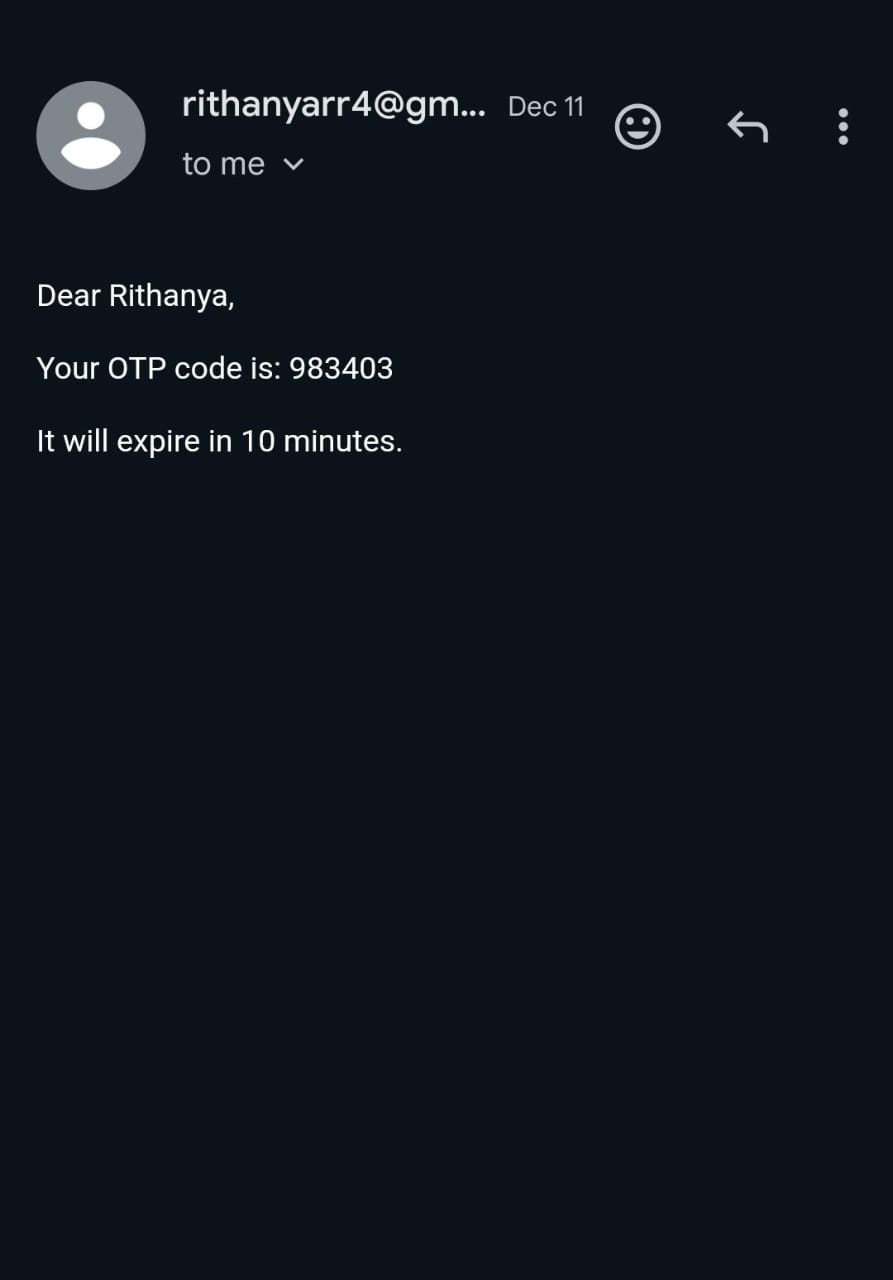 rithanyarr4@gm... Dec 11
to me
Dear Rithanya,
Your OTP code is: 983403
It will expire in 10 minutes.